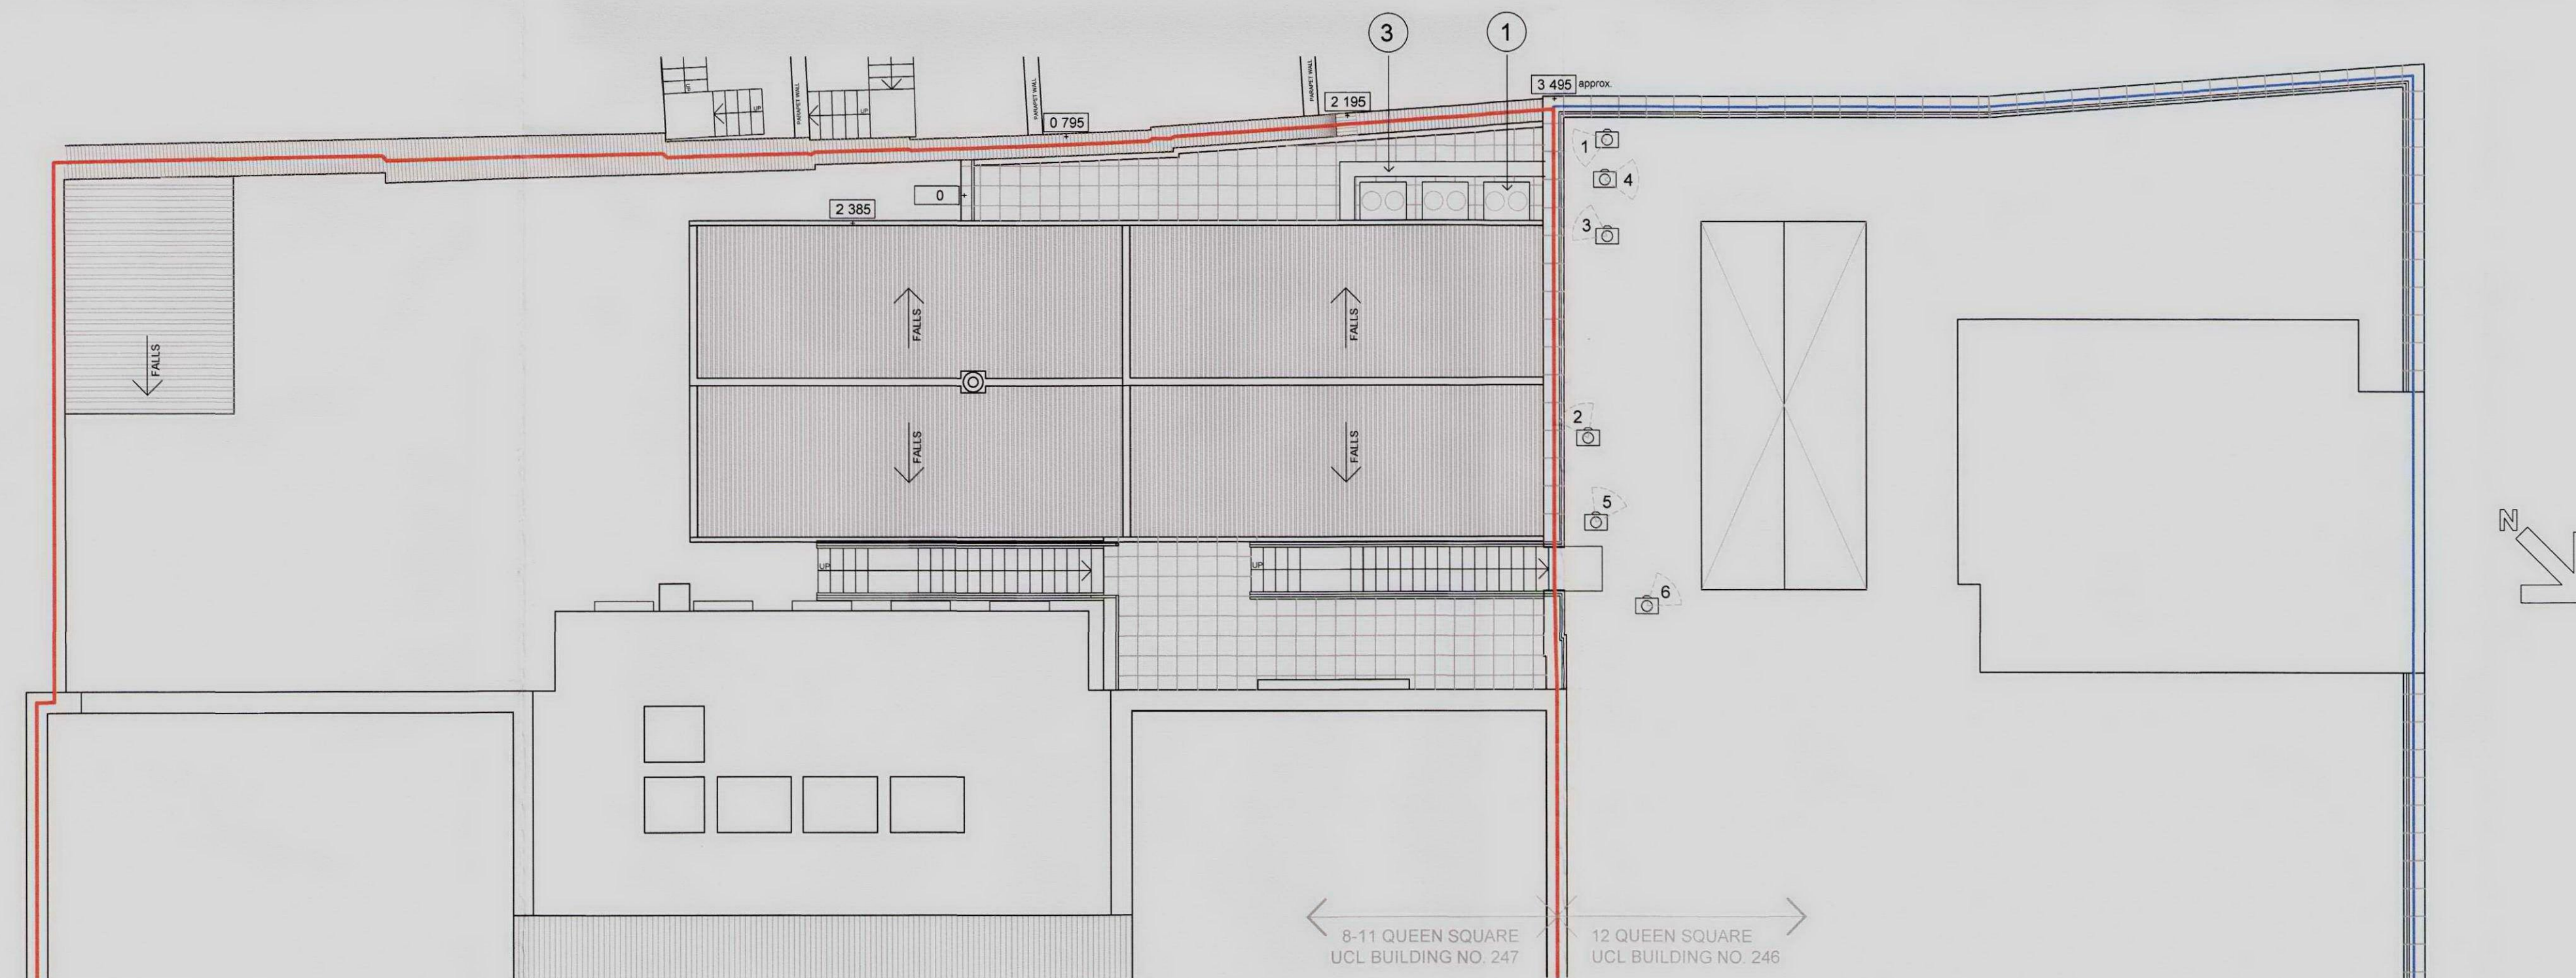 3
1
3 495 approx.
2 195
0 795
PARAPET WALL
PARAPET WALL
PARAPET WALL
UP
1
4
3
0
2 385
FALLS
FALLS
FALLS
2
FALLS
FALLS
5
N
UP
UP
6
8-11 QUEEN SQUARE
UCL BUILDING NO. 247
12 QUEEN SQUARE
UCL BUILDING NO. 246